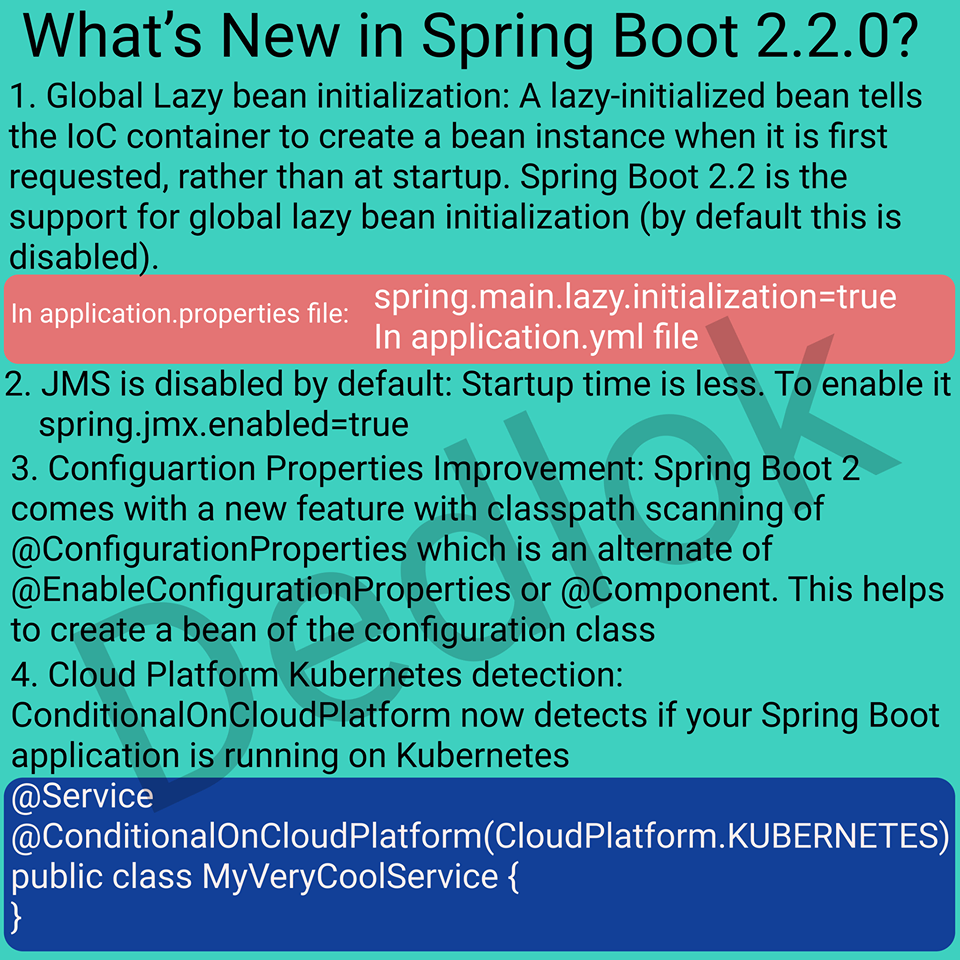 What's New in Spring Boot 2.2.0?
1. Global Lazy bean initialization: A lazy-initialized bean tells
the IoC container to create a bean instance when it is first
requested, rather than at startup. Spring Boot 2.2 is the
support for global lazy bean initialization (by default this is
disabled).
In application.properties file:
spring.main.lazy.initialization=true
In application.yml file
2. JMS is disabled by default: Startup time is less. To enable it
spring.jmx.enabled=true
3. Configuartion Properties Improvement: Spring Boot 2
comes with a new feature with classpath scanning of
@ConfigurationProperties which is an alternate of
@EnableConfigurationProperties or @Component. This helps
to create a bean of the configuration class
4. Cloud Platform Kubernetes detection:
ConditionalOnCloudPlatform now detects if your Spring Boot
application is running on Kubernetes
@Service
@ConditionalOnCloudPlatform(CloudPlatform.KUBERNETES)
public class MyVeryCoolService {
}
Dedlok